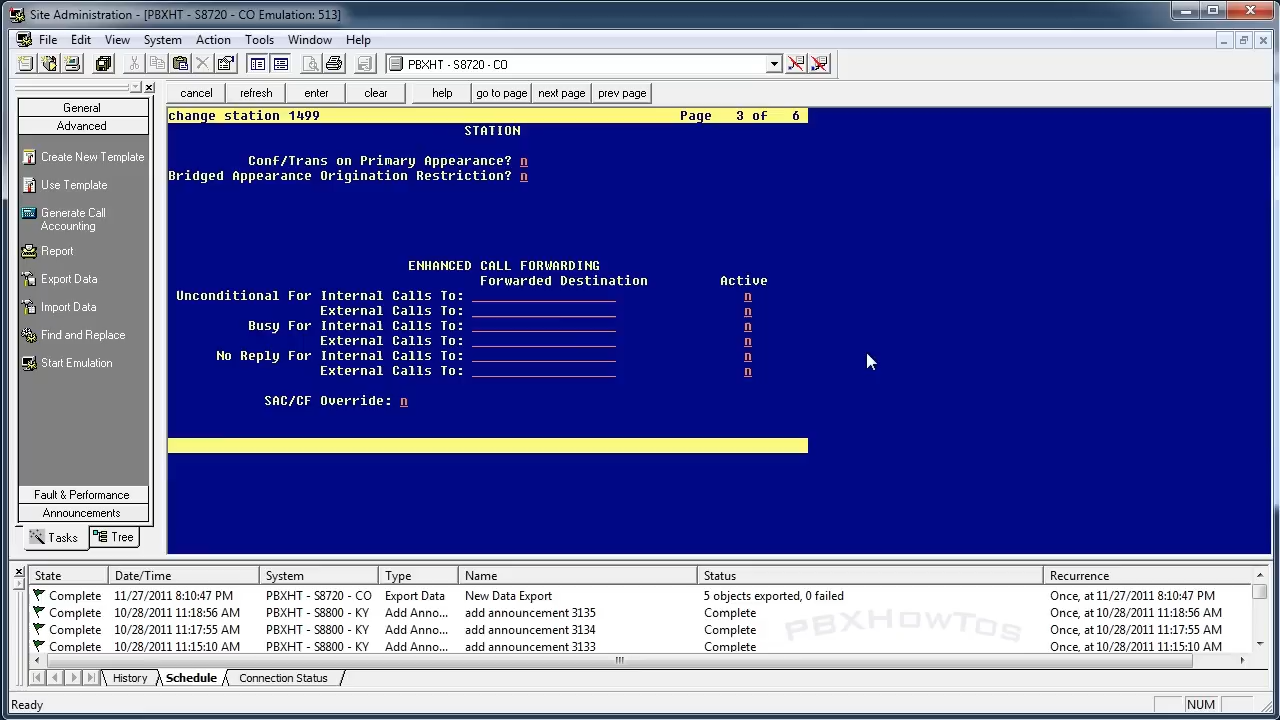 Site Administration - [PBXHT - S8720 - CO Emulation: 513]
File Edit View System Action Tools Window Help
PBXHT - S8720 - CO
cancel refresh enter clear help go to page next page prev page
General
Advanced
Create New Template
Use Template
Generate Call
Accounting
Report
Export Data
Import Data
Find and Replace
Start Emulation
Fault & Performance
Announcements
Tasks Tree
change station 1499 Page 3 of 6
STATION
Conf/Trans on Primary Appearance? n
Bridged Appearance Origination Restriction? n
ENHANCED CALL FORWARDING
Forwarded Destination Active
Unconditional For Internal Calls To: n
External Calls To: n
Busy For Internal Calls To: n
External Calls To: n
No Reply For Internal Calls To: n
External Calls To: n
SAC/CF Override: n
State Date/Time System Type Name Status Recurrence
Complete 11/27/2011 8:10:47 PM PBXHT - S8720 - CO Export Data New Data Export 5 objects exported, 0 failed Once, at 11/27/2011 8:10:47 PM
Complete 10/28/2011 11:18:56 AM PBXHT - S8800 - KY Add Anno... add announcement 3135 Complete Once, at 10/28/2011 11:18:56 AM
Complete 10/28/2011 11:17:55 AM PBXHT - S8800 - KY Add Anno... add announcement 3134 Complete Once, at 10/28/2011 11:17:55 AM
Complete 10/28/2011 11:15:10 AM PBXHT - S8800 - KY Add Anno... add announcement 3133 Complete Once, at 10/28/2011 11:15:10 AM
PBXHowTos
History Schedule Connection Status
Ready NUM